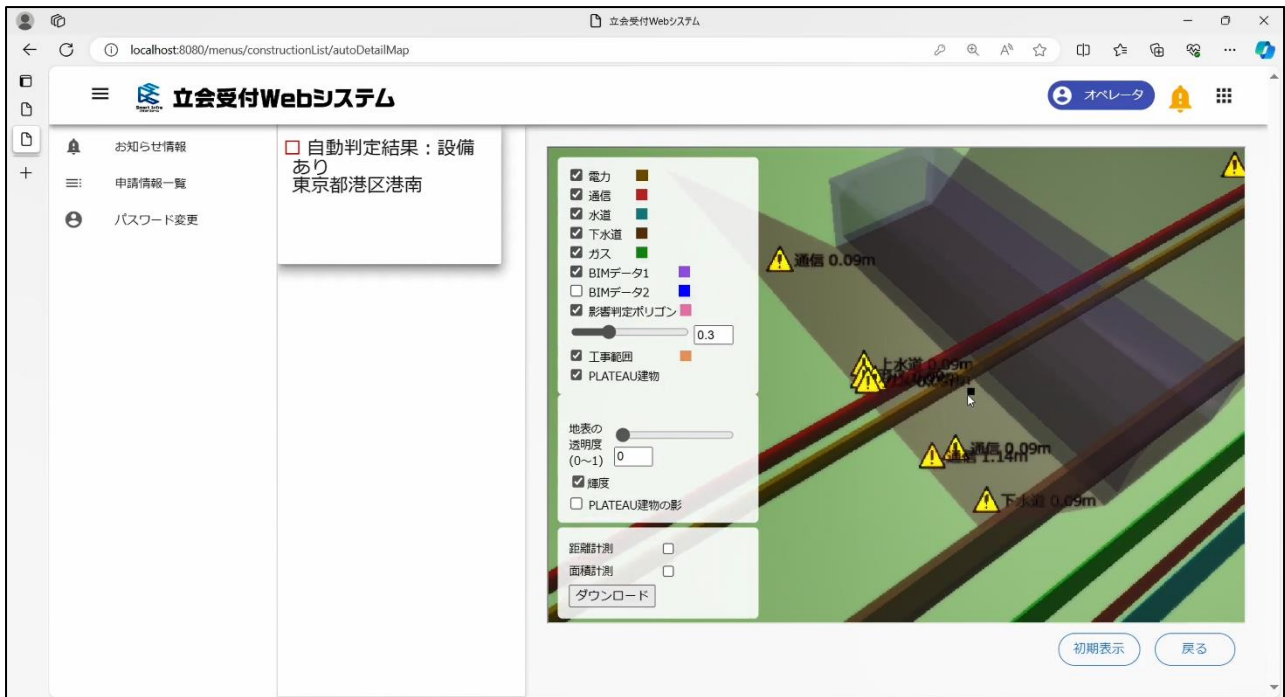 立会受付Webシステム
localhost:8080/menus/constructionList/autoDetailMap
立会受付Webシステム
オペレータ
お知らせ情報
申請情報一覧
パスワード変更
自動判定結果：設備
あり
東京都港区港南
電力
通信
水道
下水道
ガス
BIMデータ1
BIMデータ2
影響判定ポリゴン
0.3
工事範囲
PLATEAU建物
地表の
透明度
(0～1)
0
輝度
PLATEAU建物の影
距離計測
面積計測
ダウンロード
通信 0.09m
上水道 0.09m
通信 0.09m
通信 1.14m
下水道 0.09m
初期表示
戻る